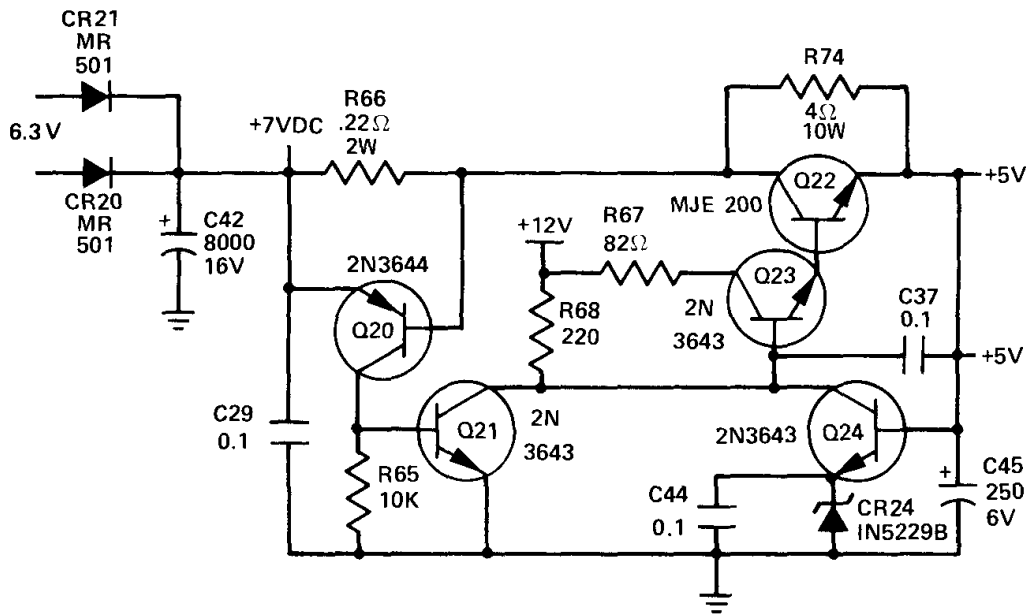 CR21
MR
501
6.3V
CR20
MR
501
+7VDC
R66
.22Ω
2W
R74
4Ω
10W
C42
8000
16V
+
MJE 200
Q22
+5V
+12V
R67
82Ω
Q23
2N
3643
2N3644
Q20
R68
220
C37
0.1
+5V
C29
0.1
Q21
2N
3643
2N3643
Q24
R65
10K
C44
0.1
CR24
IN5229B
+
C45
250
6V